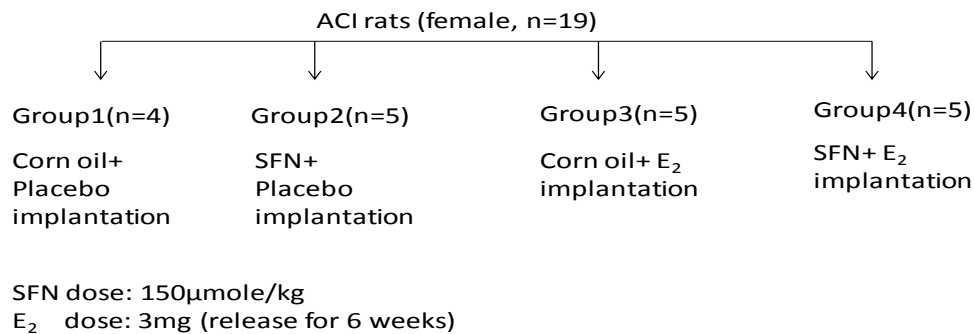 ACI rats (female, n=19)
Group1(n=4)
Corn oil+
Placebo
implantation
Group2(n=5)
SFN+
Placebo
implantation
Group3(n=5)
Corn oil+ E₂
implantation
Group4(n=5)
SFN+ E₂
implantation
SFN dose: 150µmole/kg
E₂ dose: 3mg (release for 6 weeks)